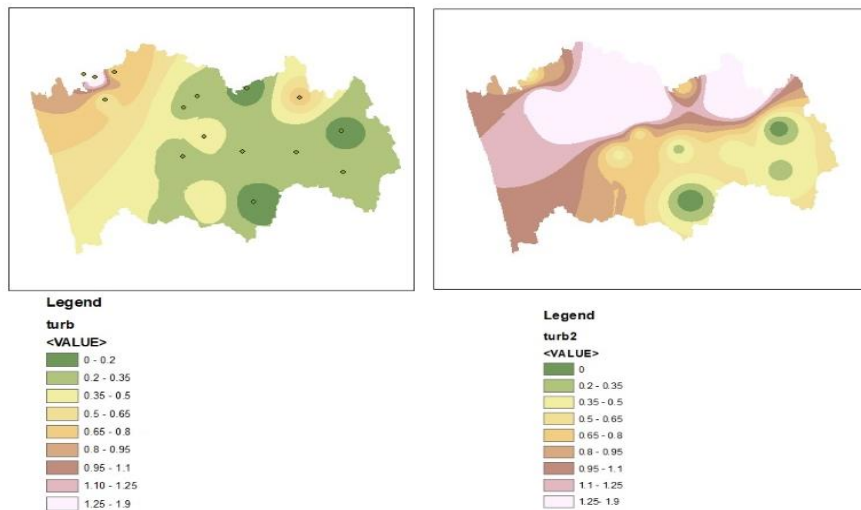 Legend
turb
<VALUE>
0 - 0.2
0.2 - 0.35
0.35 - 0.5
0.5 - 0.65
0.65 - 0.8
0.8 - 0.95
0.95 - 1.1
1.10 - 1.25
1.25 - 1.9
Legend
turb2
<VALUE>
0
0.2 - 0.35
0.35 - 0.5
0.5 - 0.65
0.65 - 0.8
0.8 - 0.95
0.95 - 1.1
1.1 - 1.25
1.25- 1.9